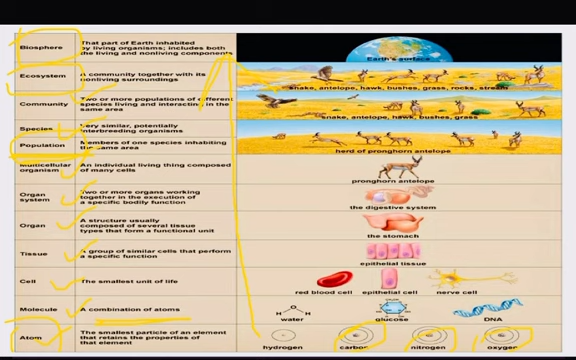 Biosphere
That part of Earth inhabited
by living organisms; includes both
the living and nonliving components
Earth's surface
Ecosystem
A community together with its
nonliving surroundings
snake, antelope, hawk, bushes, grass, rocks, stream
Community
Two or more populations of different
species living and interacting in the
same area
snake, antelope, hawk, bushes, grass
Species
Very similar, potentially
interbreeding organisms
Population
Members of one species inhabiting
the same area
herd of pronghorn antelope
Multicellular
organism
An individual living thing composed
of many cells
pronghorn antelope
Organ
system
Two or more organs working
together in the execution of
a specific bodily function
the digestive system
Organ
A structure usually
composed of several tissue
types that form a functional unit
the stomach
Tissue
A group of similar cells that perform
a specific function
epithelial tissue
Cell
The smallest unit of life
red blood cell epithelial cell nerve cell
Molecule
A combination of atoms
water glucose DNA
Atom
The smallest particle of an element
that retains the properties of
that element
hydrogen carbon nitrogen oxygen